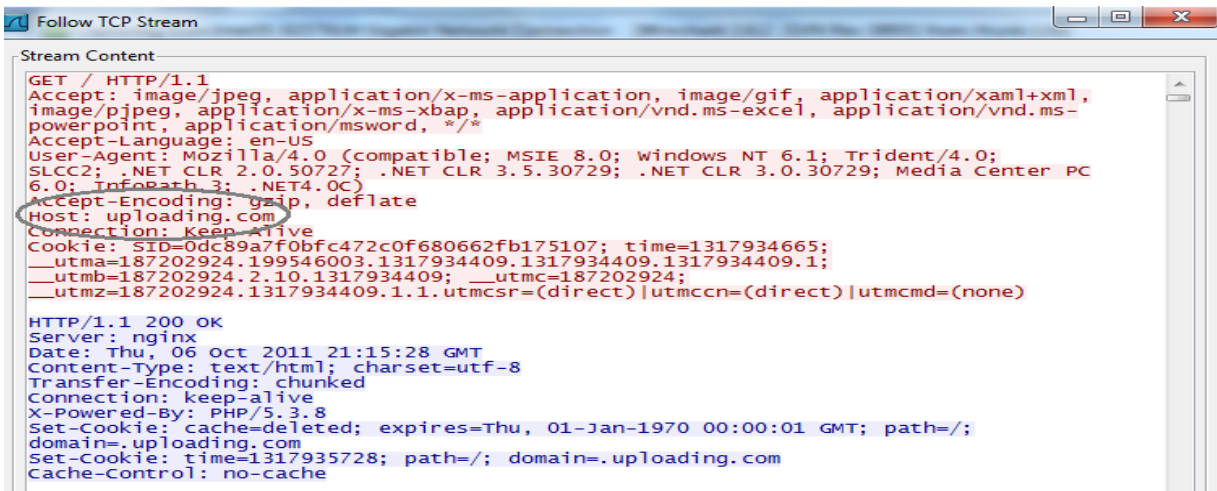 Follow TCP Stream
Stream Content
GET / HTTP/1.1
Accept: image/jpeg, application/x-ms-application, image/gif, application/xaml+xml,
image/pjpeg, application/x-ms-xbap, application/vnd.ms-excel, application/vnd.ms-
powerpoint, application/msword, */*
Accept-Language: en-US
User-Agent: Mozilla/4.0 (compatible; MSIE 8.0; Windows NT 6.1; Trident/4.0;
SLCC2; .NET CLR 2.0.50727; .NET CLR 3.5.30729; .NET CLR 3.0.30729; Media Center PC
6.0; InfoPath.3; .NET4.0C)
Accept-Encoding: gzip, deflate
Host: uploading.com
Connection: Keep-Alive
Cookie: SID=0dc89a7f0bfc472c0f680662fb175107; time=1317934665;
__utma=187202924.199546003.1317934409.1317934409.1317934409.1;
__utmb=187202924.2.10.1317934409; __utmc=187202924;
__utmz=187202924.1317934409.1.1.utmcsr=(direct)|utmccn=(direct)|utmcmd=(none)
HTTP/1.1 200 OK
Server: nginx
Date: Thu, 06 Oct 2011 21:15:28 GMT
Content-Type: text/html; charset=utf-8
Transfer-Encoding: chunked
Connection: keep-alive
X-Powered-By: PHP/5.3.8
Set-Cookie: cache=deleted; expires=Thu, 01-Jan-1970 00:00:01 GMT; path=/;
domain=.uploading.com
Set-Cookie: time=1317935728; path=/; domain=.uploading.com
Cache-Control: no-cache